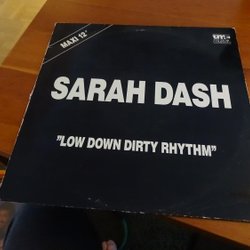 MAXI 12"
SARAH DASH
"LOW DOWN DIRTY RHYTHM"